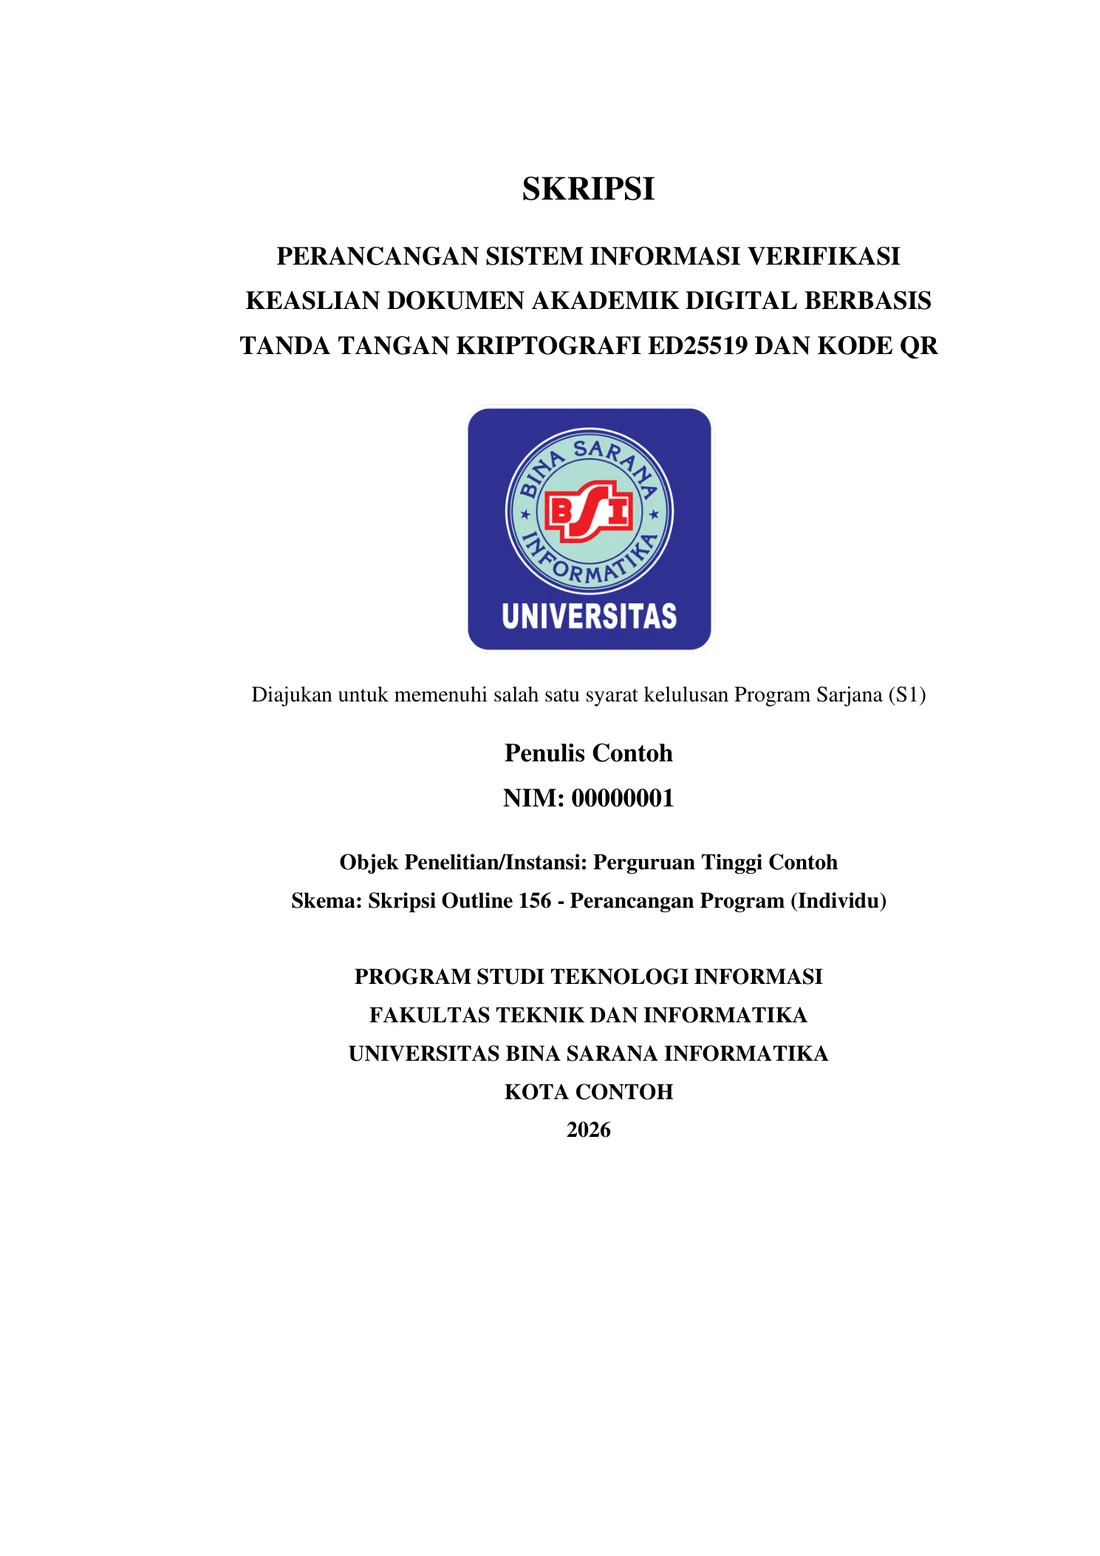 SKRIPSI
PERANCANGAN SISTEM INFORMASI VERIFIKASI
KEASLIAN DOKUMEN AKADEMIK DIGITAL BERBASIS
TANDA TANGAN KRIPTOGRAFI ED25519 DAN KODE QR
BINA SARANA
BSI
INFORMATIKA
UNIVERSITAS
Diajukan untuk memenuhi salah satu syarat kelulusan Program Sarjana (S1)
Penulis Contoh
NIM: 00000001
Objek Penelitian/Instansi: Perguruan Tinggi Contoh
Skema: Skripsi Outline 156 - Perancangan Program (Individu)
PROGRAM STUDI TEKNOLOGI INFORMASI
FAKULTAS TEKNIK DAN INFORMATIKA
UNIVERSITAS BINA SARANA INFORMATIKA
KOTA CONTOH
2026